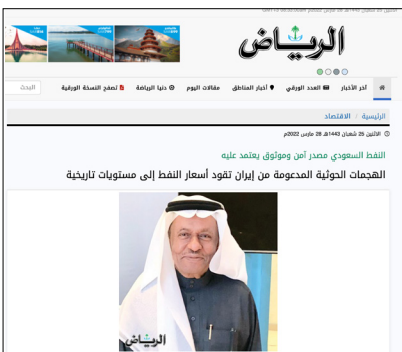 الريــاض
آخر الأخبار
العدد الورقي
أخبار المناطق
مقالات اليوم
دنيا الرياضة
تصفح النسخة الورقية
البحث
الرئيسية / الاقتصاد
الاثنين 25 شعبان 1443هـ 28 مارس 2022م
النفط السعودي مصدر آمن وموثوق يعتمد عليه
الهجمات الحوثية المدعومة من إيران تقود أسعار النفط إلى مستويات تاريخية
الريــاض